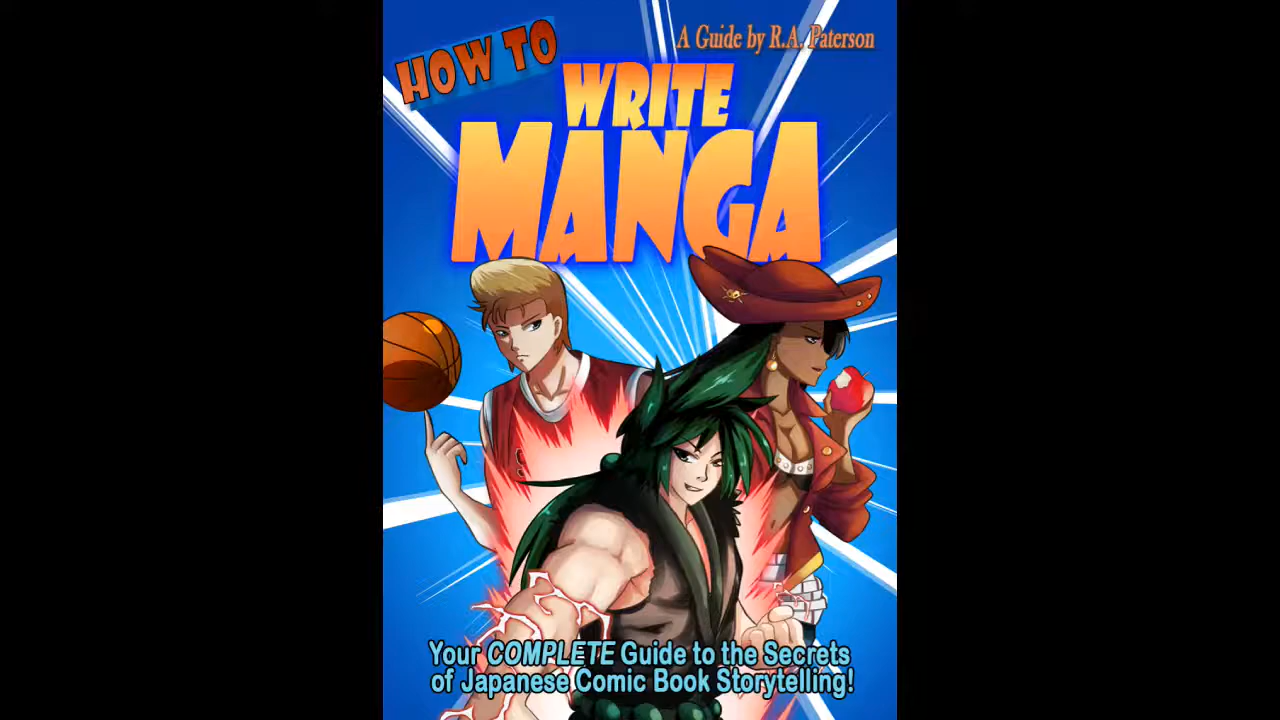 HOW TO
A Guide by R.A. Paterson
WRITE
MANGA
Your COMPLETE Guide to the Secrets
of Japanese Comic Book Storytelling!